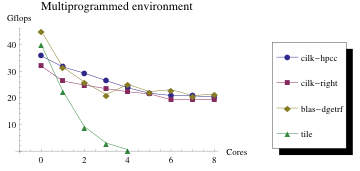 Multiprogrammed environment
Gflops
40
30
20
10
0 2 4 6 8
Cores
cilk-hpcc
cilk-right
blas-dgetrf
tile